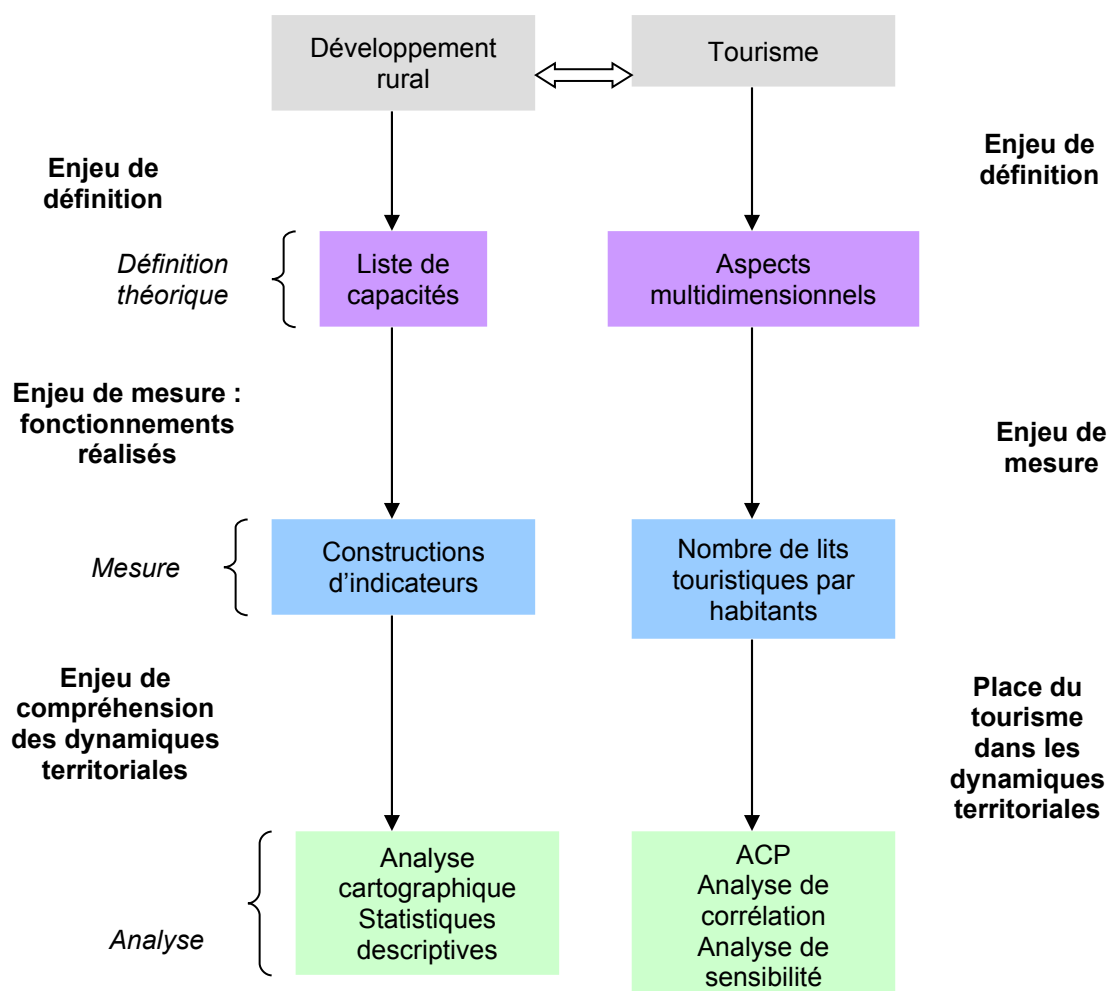 Développement
rural
Tourisme
Enjeu de
définition
Enjeu de
définition
Définition
théorique
Liste de
capacités
Aspects
multidimensionnels
Enjeu de mesure :
fonctionnements
réalisés
Enjeu de
mesure
Mesure
Constructions
d’indicateurs
Nombre de lits
touristiques par
habitants
Enjeu de
compréhension
des dynamiques
territoriales
Place du
tourisme
dans les
dynamiques
territoriales
Analyse
Analyse
cartographique
Statistiques
descriptives
ACP
Analyse de
corrélation
Analyse de
sensibilité